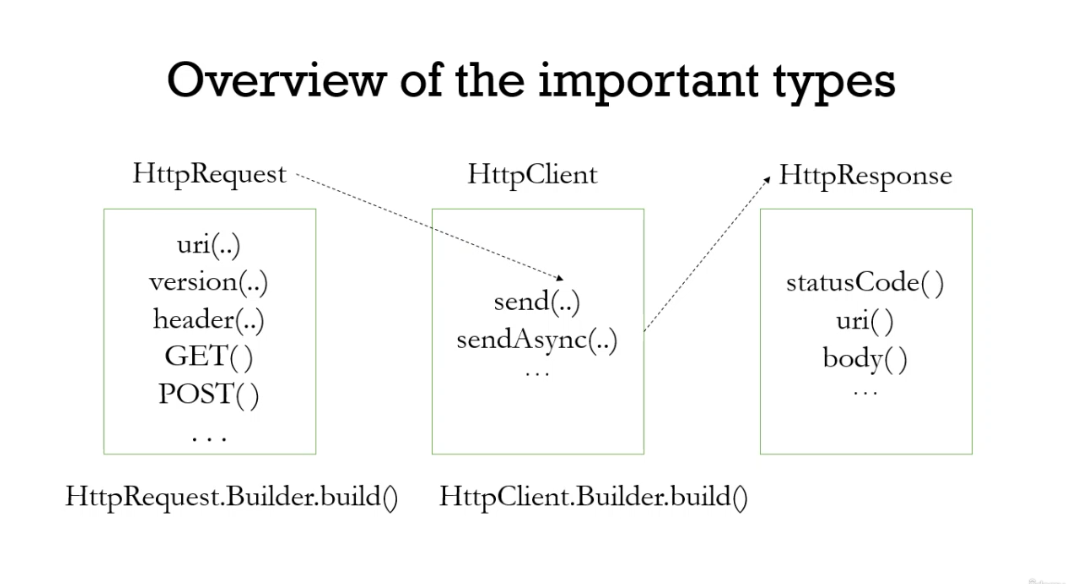 Overview of the important types
HttpRequest
uri(..)
version(..)
header(..)
GET( )
POST( )
. . .
HttpRequest.Builder.build()
HttpClient
send(..)
sendAsync(..)
. . .
HttpClient.Builder.build()
HttpResponse
statusCode( )
uri( )
body( )
. . .